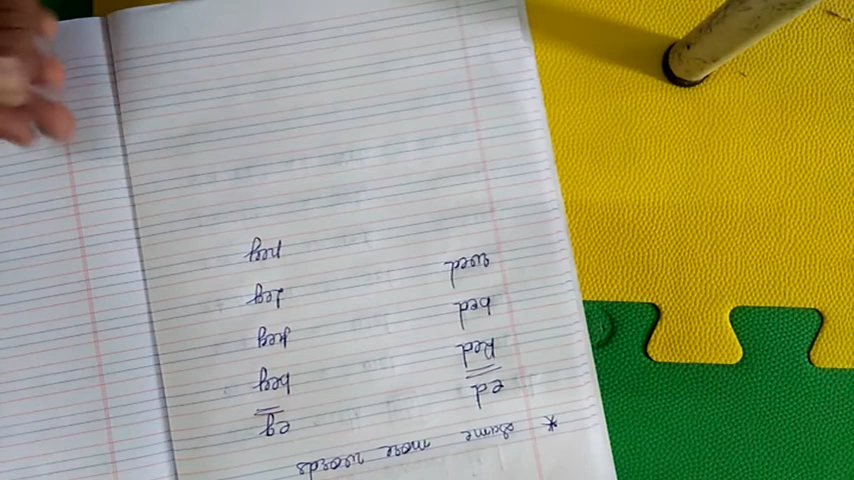 * Some more words
ed eg
Red beg
bed keg
wed Leg
peg